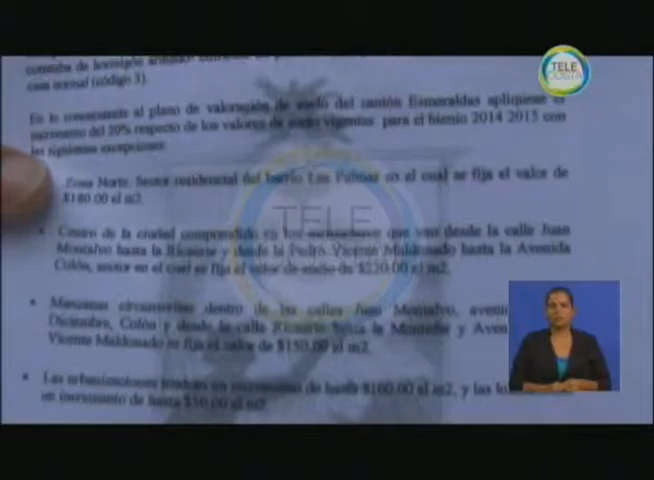 consulta de hormigón armado
casa normal (código 3).
En lo concerniente al plano de valoración de suelo del cantón Esmeraldas aplíquese el
incremento del 20% respecto de los valores de suelo vigentes para el bienio 2014 2015 con
las siguientes excepciones
Zona Norte: Sector residencial del barrio Las Palmas en el cual se fija el valor de
$180.00 el m2.
• Centro de la ciudad comprendido en los que van desde la calle Juan
Montalvo hasta la Ricaurte y desde la Pedro Vicente Maldonado hasta la Avenida
Colón, sector en el cual se fija el valor de suelo de $220.00 el m2.
• Manzanas circunscritas dentro de las calles Juan Montalvo,
Diciembre, Colón y desde la calle Ricaurte hasta la Montúfar y
Vicente Maldonado se fija el valor de $150.00 el m2.
• Las urbanizaciones tendrán un incremento de hasta $100.00 el m2, y las
un incremento de hasta $50.00 el m2
TELE
COSTA
TELE